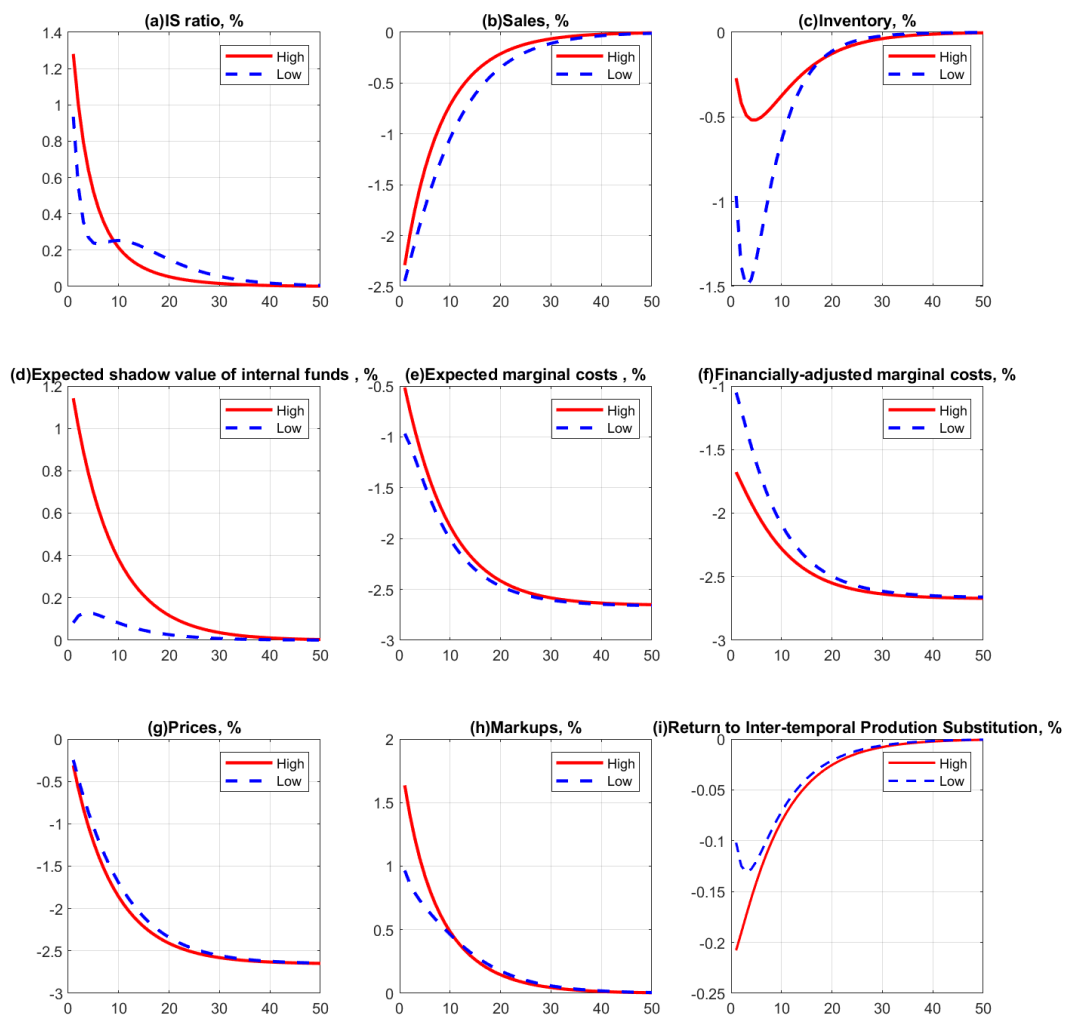 (a)IS ratio, %
(b)Sales, %
(c)Inventory, %
1.4
1.2
1
0.8
0.6
0.4
0.2
0
0 10 20 30 40 50
High
Low
0
-0.5
-1
-1.5
-2
-2.5
0 10 20 30 40 50
High
Low
0
-0.5
-1
-1.5
0 10 20 30 40 50
High
Low
(d)Expected shadow value of internal funds , %
(e)Expected marginal costs , %
(f)Financially-adjusted marginal costs, %
1.2
1
0.8
0.6
0.4
0.2
0
0 10 20 30 40 50
High
Low
-0.5
-1
-1.5
-2
-2.5
-3
0 10 20 30 40 50
High
Low
-1
-1.5
-2
-2.5
-3
0 10 20 30 40 50
High
Low
(g)Prices, %
(h)Markups, %
(i)Return to Inter-temporal Prodution Substitution, %
0
-0.5
-1
-1.5
-2
-2.5
-3
0 10 20 30 40 50
High
Low
2
1.5
1
0.5
0
0 10 20 30 40 50
High
Low
0
-0.05
-0.1
-0.15
-0.2
-0.25
0 10 20 30 40 50
High
Low